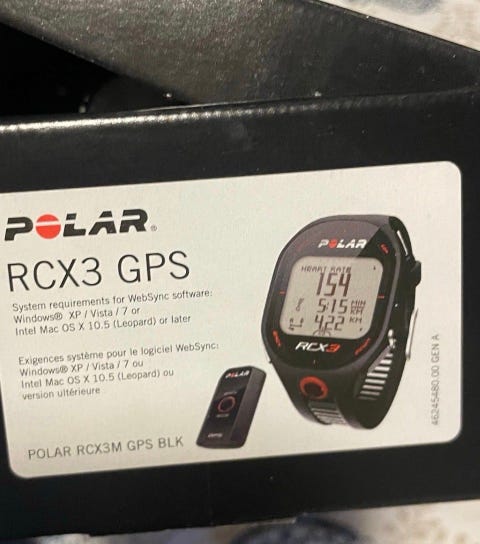 POLAR®
RCX3 GPS
System requirements for WebSync software:
Windows® XP / Vista / 7 or
Intel Mac OS X 10.5 (Leopard) or later
Exigences système pour le logiciel WebSync:
Windows® XP / Vista / 7 ou
Intel Mac OS X 10.5 (Leopard) ou
version ultérieure
POLAR RCX3M GPS BLK
POLAR
POLAR
HEART RATE
154
5:15 MIN KM
4.22 KM
RCX3
46245480.00 GEN A